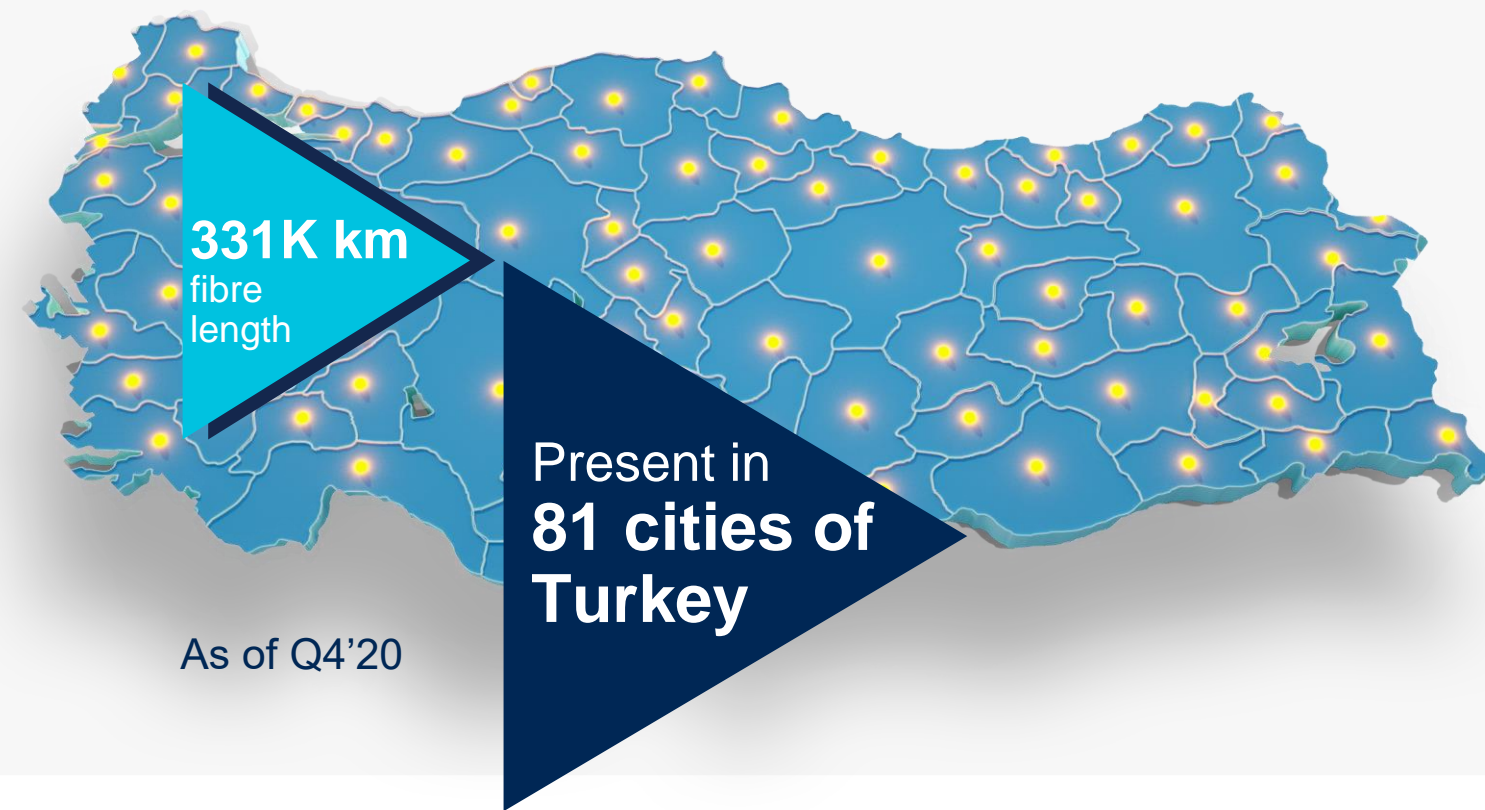 331K km
fibre
length
Present in
81 cities of
Turkey
As of Q4’20